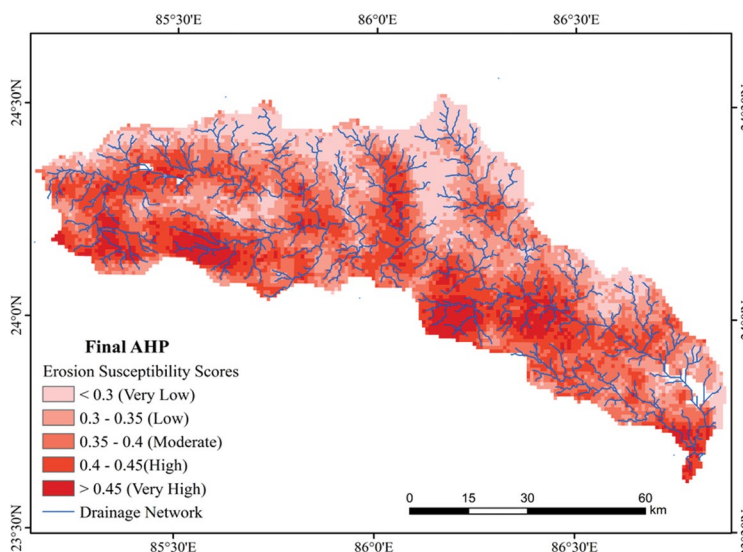 85°30'E 86°0'E 86°30'E
24°30'N
24°0'N
23°30'N
Final AHP
Erosion Susceptibility Scores
< 0.3 (Very Low)
0.3 - 0.35 (Low)
0.35 - 0.4 (Moderate)
0.4 - 0.45(High)
> 0.45 (Very High)
Drainage Network
0 15 30 60
km
85°30'E 86°0'E 86°30'E